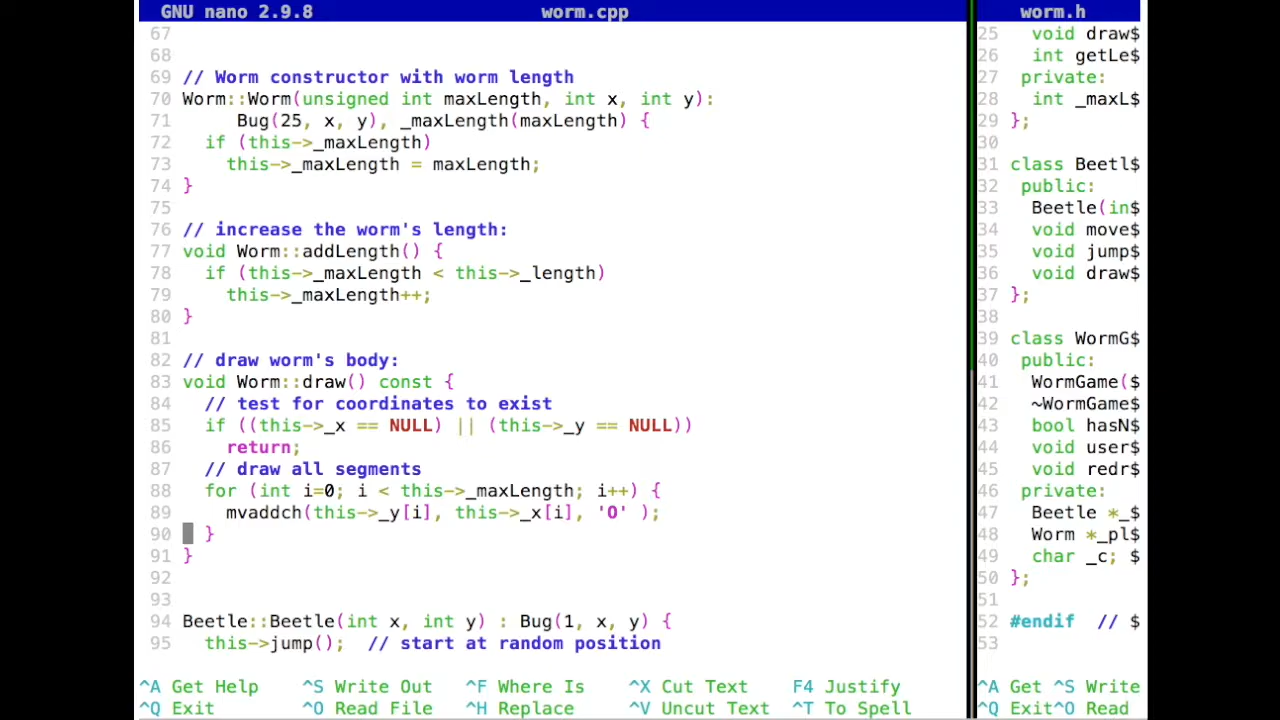 GNU nano 2.9.8 worm.cpp
67
68
69 // Worm constructor with worm length
70 Worm::Worm(unsigned int maxLength, int x, int y):
71 Bug(25, x, y), _maxLength(maxLength) {
72 if (this->_maxLength)
73 this->_maxLength = maxLength;
74 }
75
76 // increase the worm's length:
77 void Worm::addLength() {
78 if (this->_maxLength < this->_length)
79 this->_maxLength++;
80 }
81
82 // draw worm's body:
83 void Worm::draw() const {
84 // test for coordinates to exist
85 if ((this->_x == NULL) || (this->_y == NULL))
86 return;
87 // draw all segments
88 for (int i=0; i < this->_maxLength; i++) {
89 mvaddch(this->_y[i], this->_x[i], 'O' );
90 }
91 }
92
93
94 Beetle::Beetle(int x, int y) : Bug(1, x, y) {
95 this->jump(); // start at random position
^A Get Help ^S Write Out ^F Where Is ^X Cut Text F4 Justify
^Q Exit ^O Read File ^H Replace ^V Uncut Text ^T To Spell
worm.h
25 void draw$
26 int getLe$
27 private:
28 int _maxL$
29 };
30
31 class Beetl$
32 public:
33 Beetle(in$
34 void move$
35 void jump$
36 void draw$
37 };
38
39 class WormG$
40 public:
41 WormGame($
42 ~WormGame$
43 bool hasN$
44 void user$
45 void redr$
46 private:
47 Beetle *_$
48 Worm *_pl$
49 char _c; $
50 };
51
52 #endif // $
53
^A Get ^S Write
^Q Exit^O Read